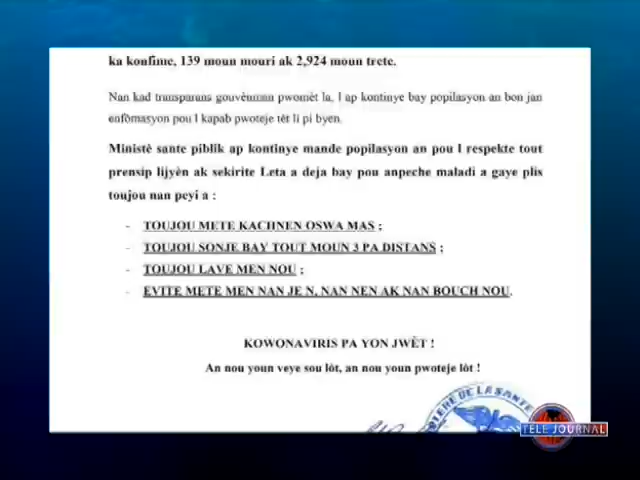 ka konfime, 139 moun mouri ak 2,924 moun trete.
Nan kad transparans gouvènman pwomèt la, l ap kontinye bay popilasyon an bon jan
enfòmasyon pou l kapab pwoteje tèt li pi byen.
Ministè sante piblik ap kontinye mande popilasyon an pou l respekte tout
prensip lijyèn ak sekirite Leta a deja bay pou anpeche maladi a gaye plis
toujou nan peyi a :
- TOUJOU METE KACHNEN OSWA MAS ;
- TOUJOU SONJE BAY TOUT MOUN 3 PA DISTANS ;
- TOUJOU LAVE MEN NOU ;
- EVITE METE MEN NAN JE N, NAN NEN AK NAN BOUCH NOU.
KOWONAVIRIS PA YON JWÈT !
An nou youn veye sou lòt, an nou youn pwoteje lòt !
DE LA SANTE
TELE JOURNAL